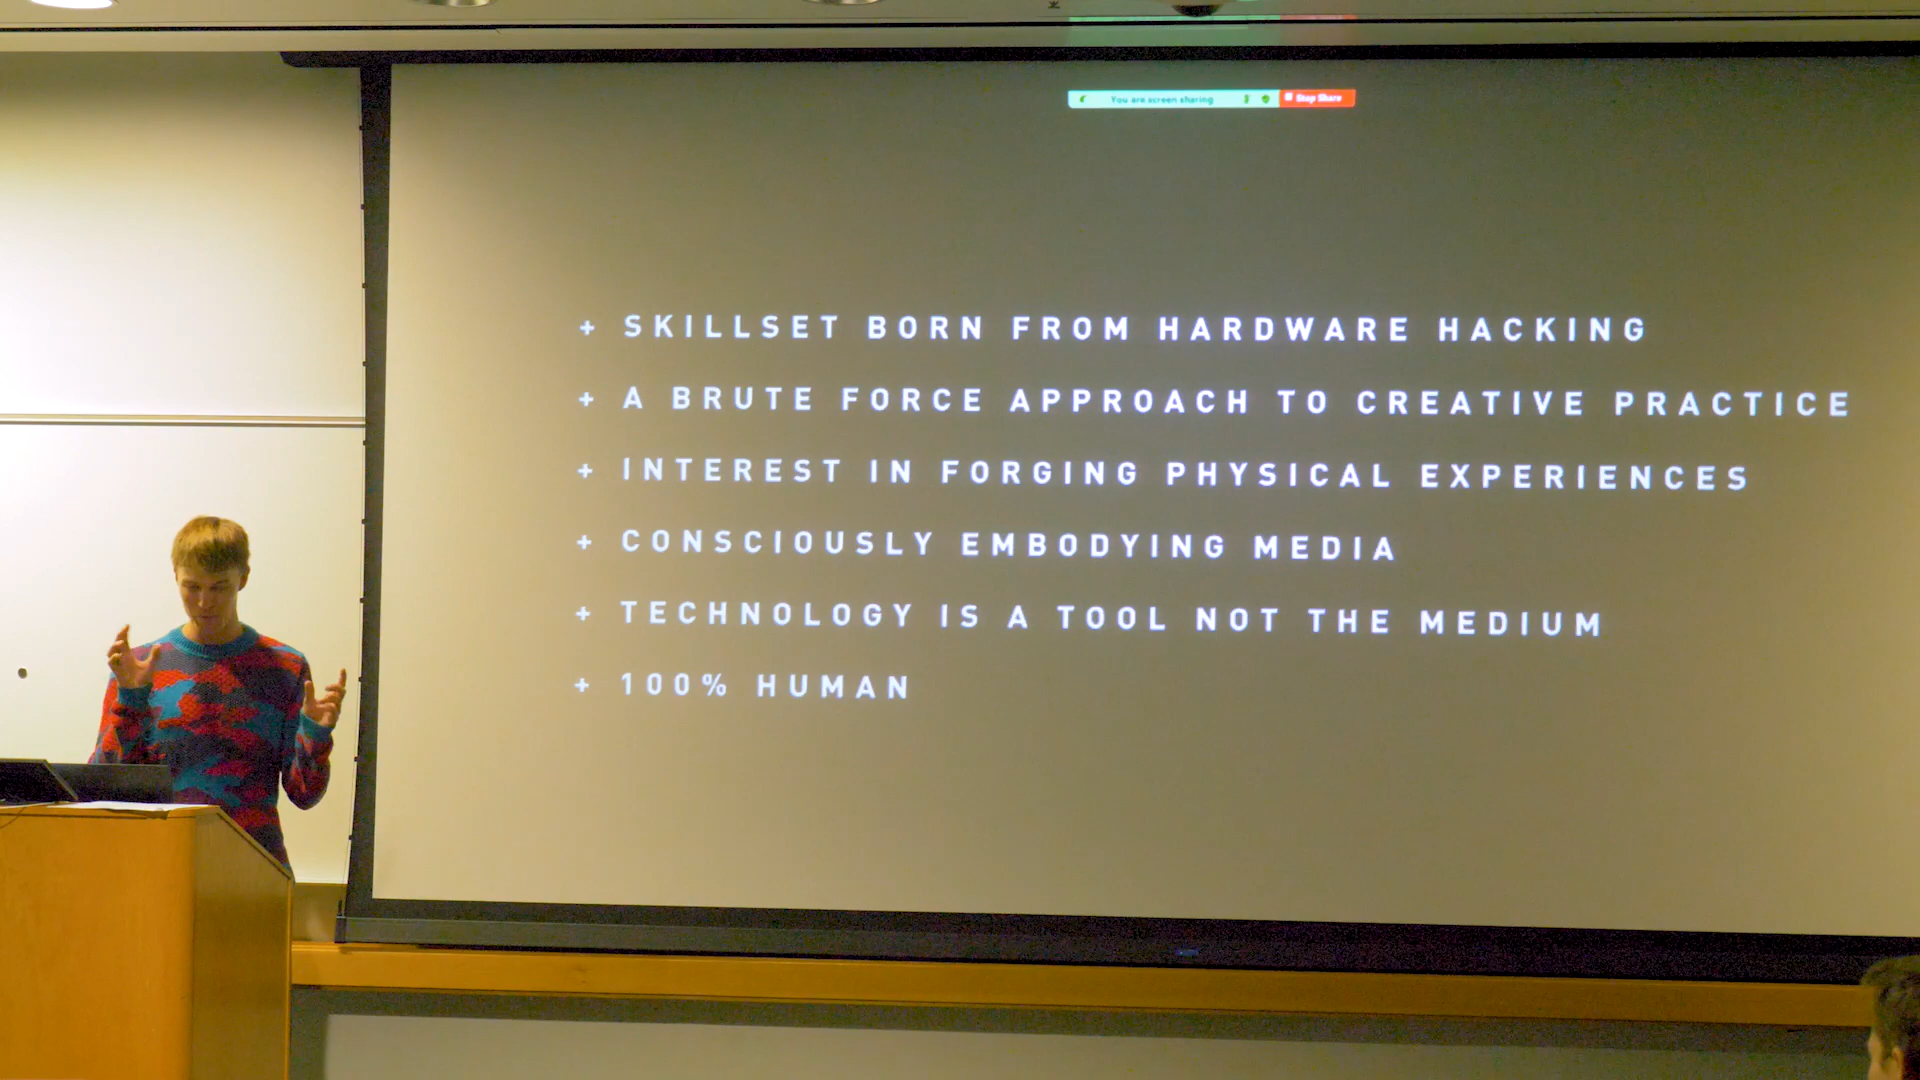 You are screen sharing Stop Share
+ SKILLSET BORN FROM HARDWARE HACKING
+ A BRUTE FORCE APPROACH TO CREATIVE PRACTICE
+ INTEREST IN FORGING PHYSICAL EXPERIENCES
+ CONSCIOUSLY EMBODYING MEDIA
+ TECHNOLOGY IS A TOOL NOT THE MEDIUM
+ 100% HUMAN